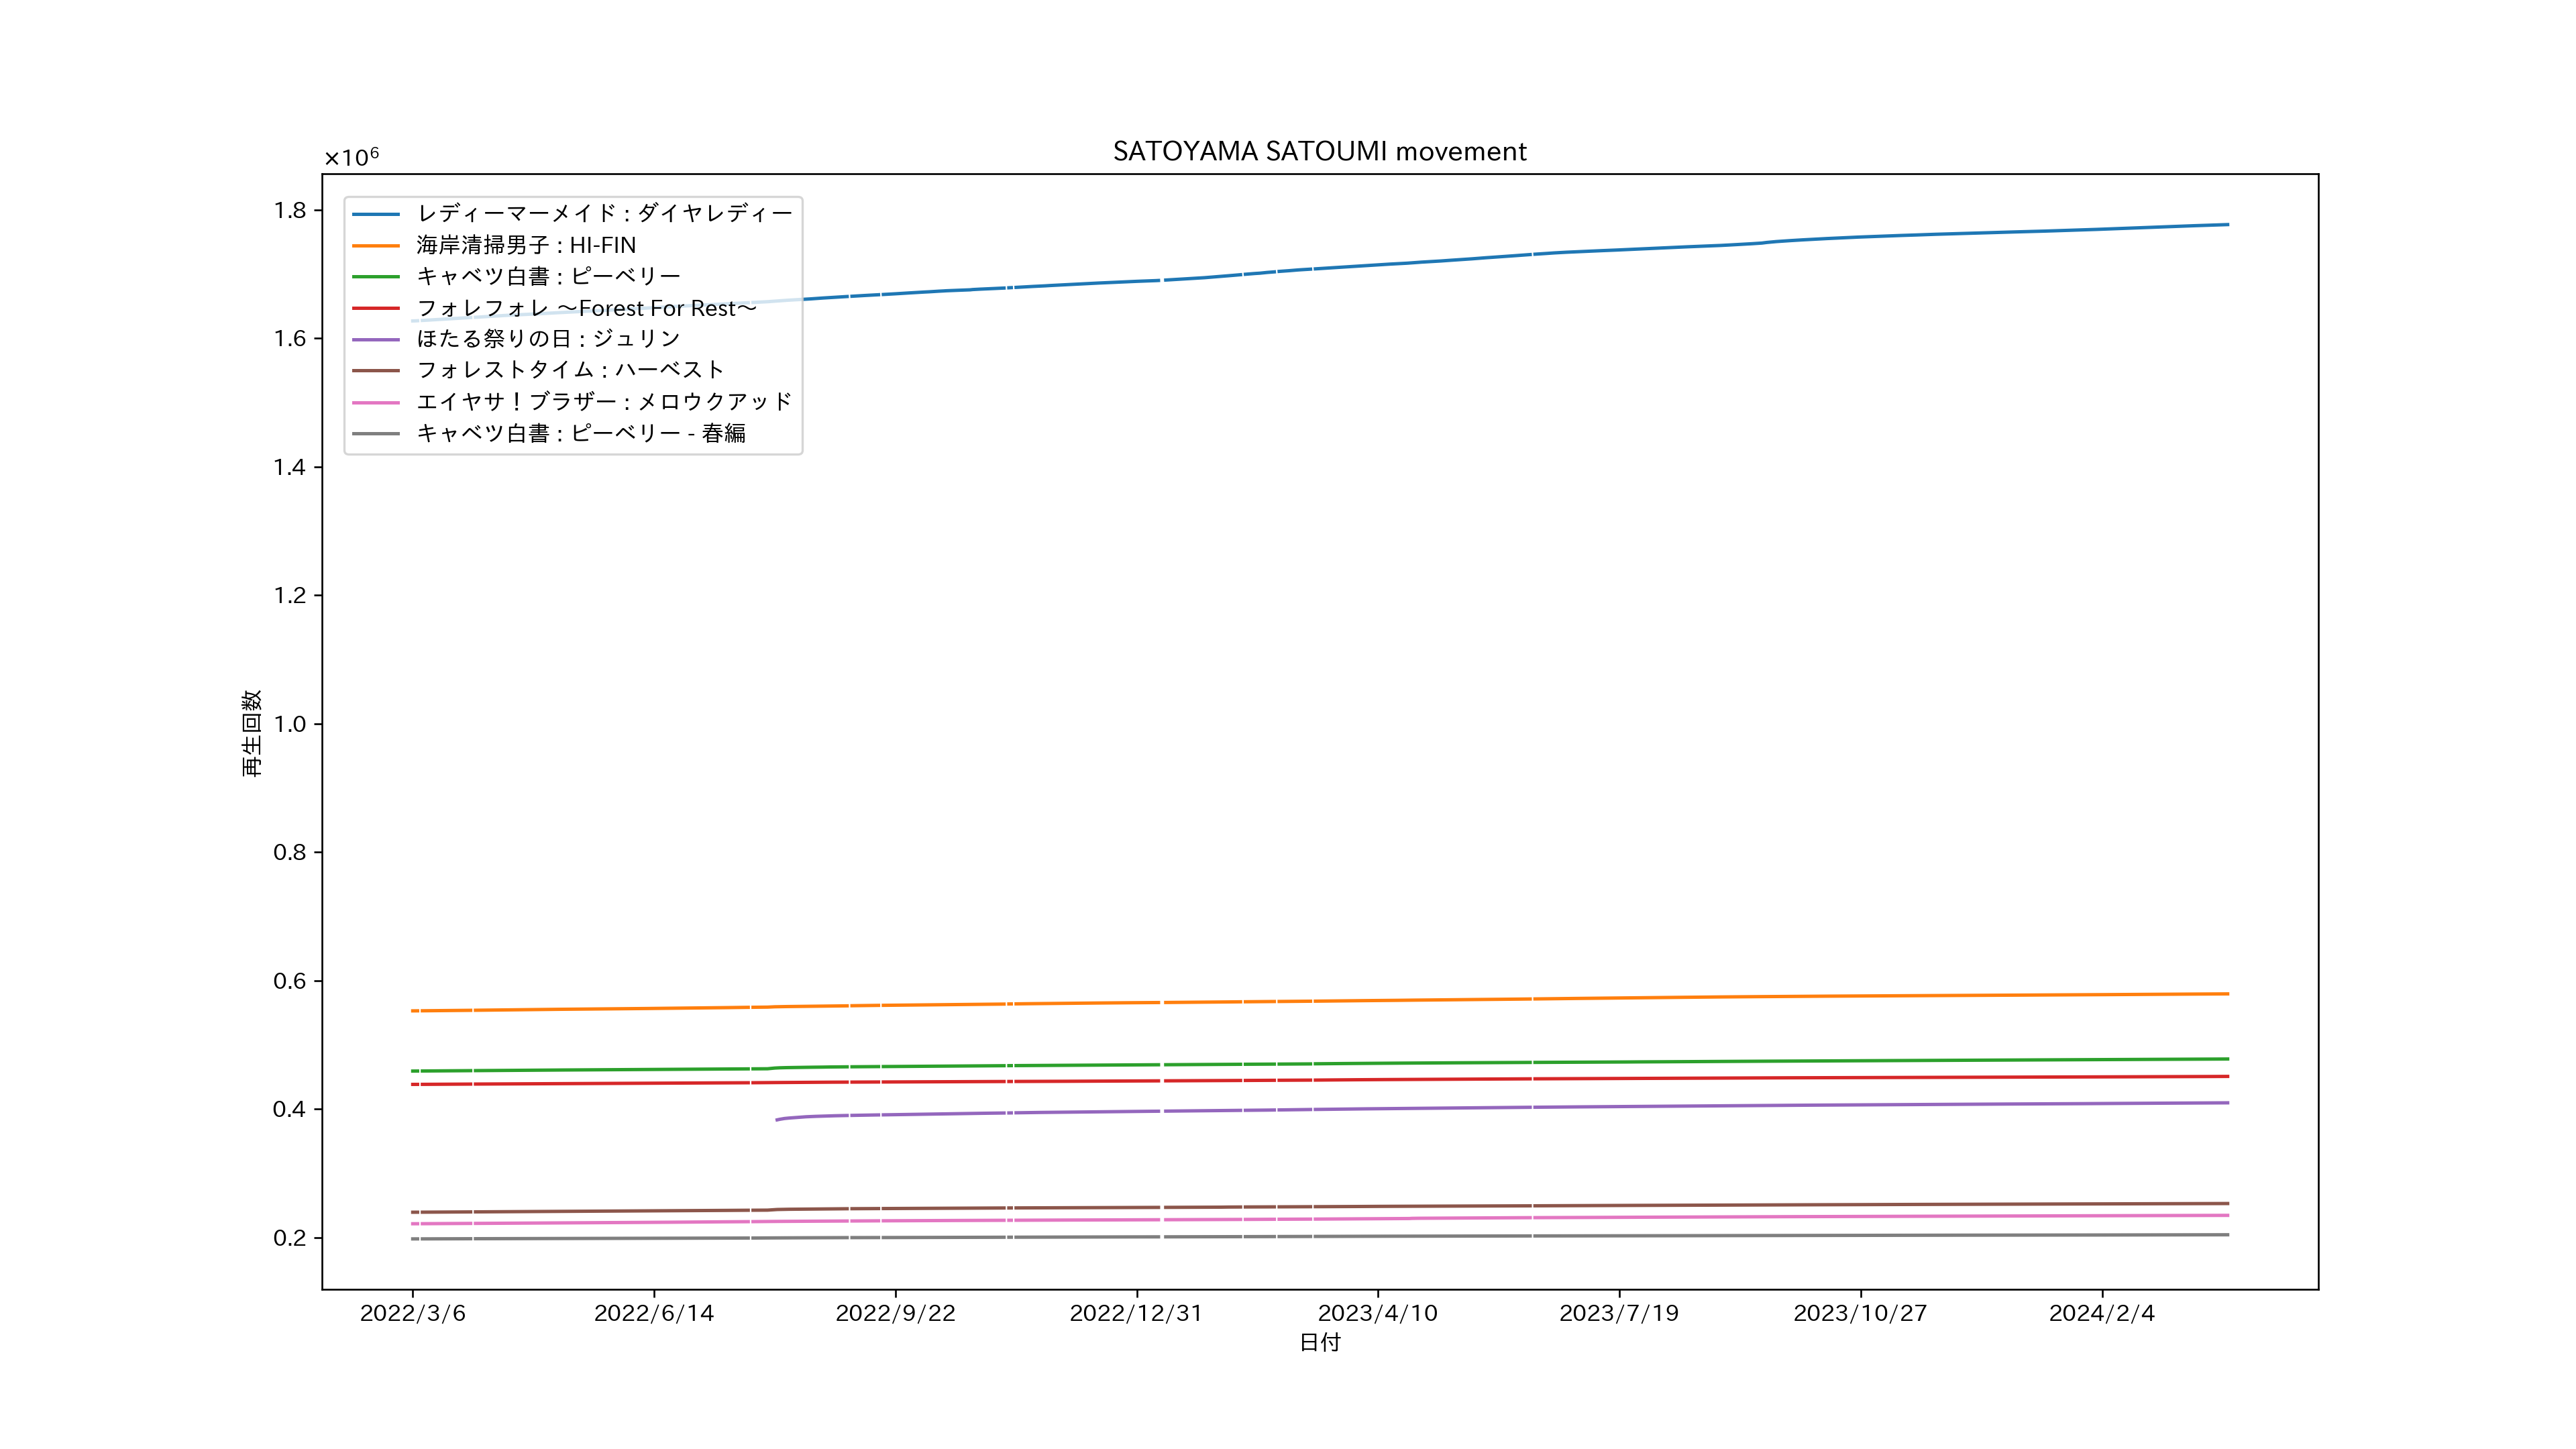 SATOYAMA SATOUMI movement
×10⁶
1.8
1.6
1.4
1.2
1.0
0.8
0.6
0.4
0.2
再生回数
レディーマーメイド : ダイヤレディー
海岸清掃男子 : HI-FIN
キャベツ白書 : ピーベリー
フォレフォレ ～Forest For Rest～
ほたる祭りの日 : ジュリン
フォレストタイム : ハーベスト
エイヤサ！ブラザー : メロウクアッド
キャベツ白書 : ピーベリー - 春編
2022/3/6 2022/6/14 2022/9/22 2022/12/31 2023/4/10 2023/7/19 2023/10/27 2024/2/4
日付